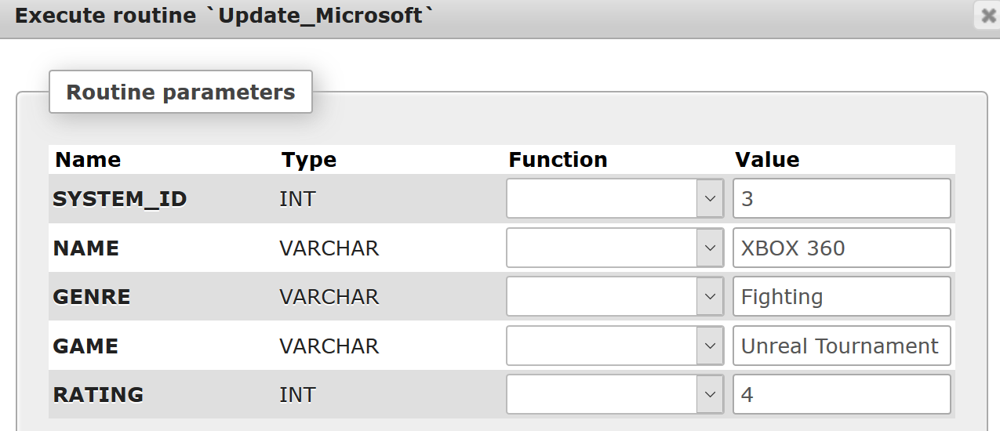 Execute routine `Update_Microsoft`
Routine parameters
Name Type Function Value
SYSTEM_ID INT 3
NAME VARCHAR XBOX 360
GENRE VARCHAR Fighting
GAME VARCHAR Unreal Tournament
RATING INT 4